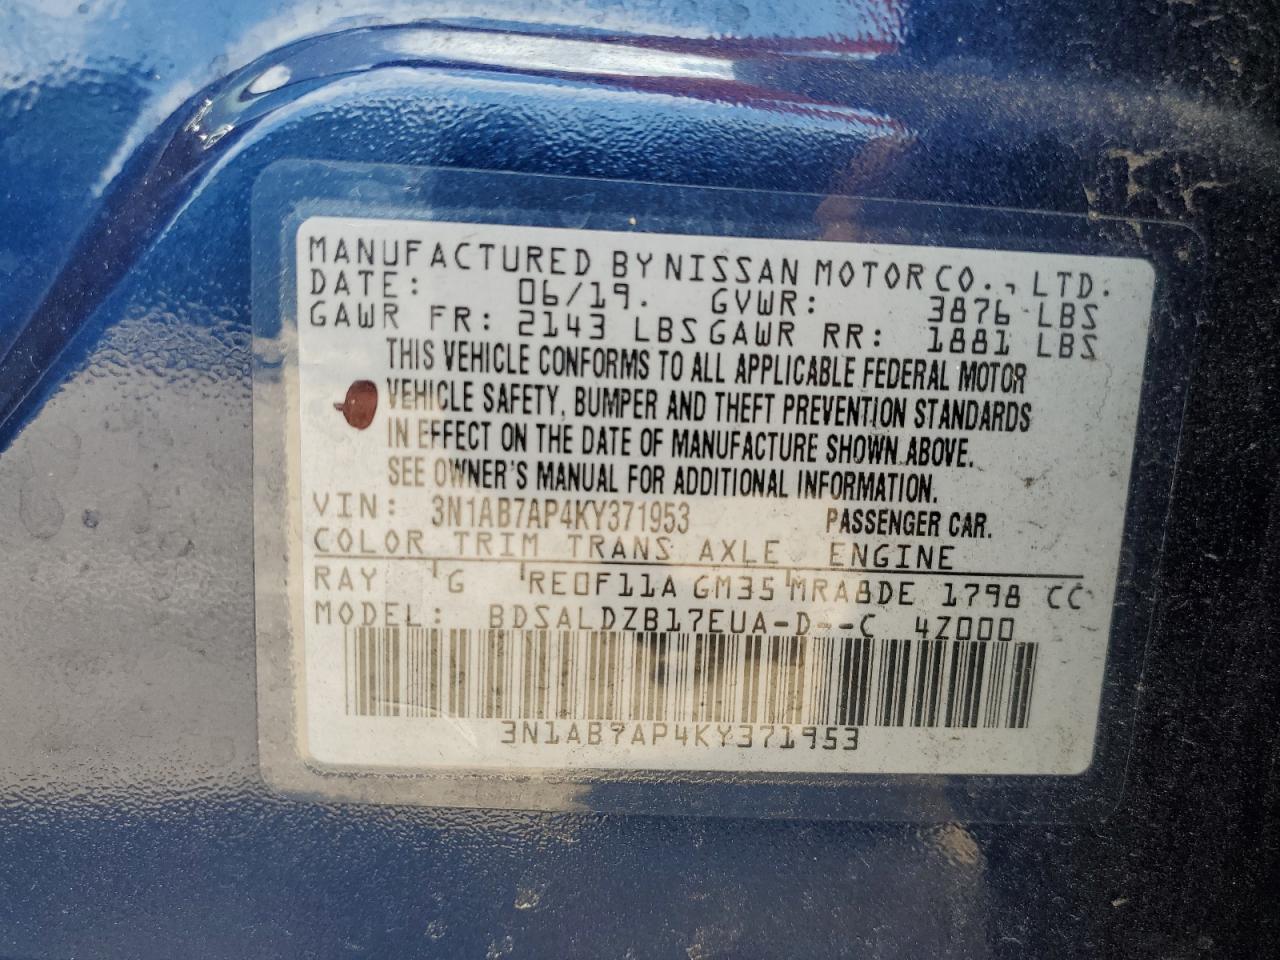 MANUFACTURED BY NISSAN MOTOR CO., LTD.
DATE: 06/19. GVWR: 3876 LBS
GAWR FR: 2143 LBS GAWR RR: 1881 LBS
THIS VEHICLE CONFORMS TO ALL APPLICABLE FEDERAL MOTOR
VEHICLE SAFETY, BUMPER AND THEFT PREVENTION STANDARDS
IN EFFECT ON THE DATE OF MANUFACTURE SHOWN ABOVE.
SEE OWNER'S MANUAL FOR ADDITIONAL INFORMATION.
VIN: 3N1AB7AP4KY371953 PASSENGER CAR.
COLOR TRIM TRANS AXLE ENGINE
RAY G RE0F11A GM35 MRA8DE 1798 CC
MODEL: BDSALDZB17EUA-D--C 4Z000
3N1AB7AP4KY371953